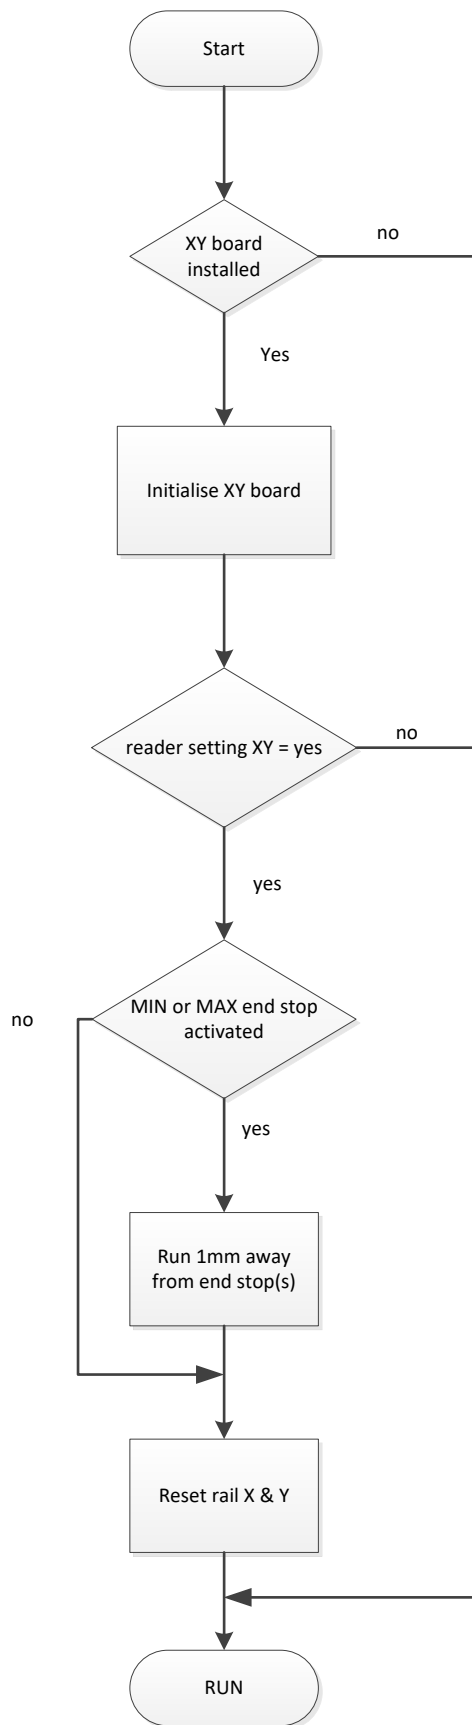 Start
XY board
installed
no
Yes
Initialise XY board
reader setting XY = yes
no
yes
MIN or MAX end stop
activated
no
yes
Run 1mm away
from end stop(s)
Reset rail X & Y
RUN